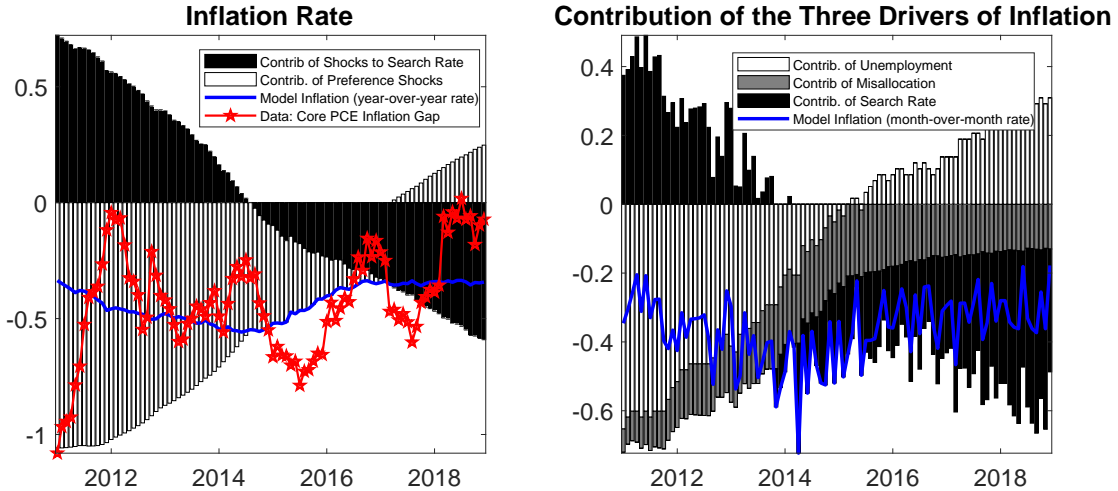 Inflation Rate
Contrib of Shocks to Search Rate
Contrib. of Preference Shocks
Model Inflation (year-over-year rate)
Data: Core PCE Inflation Gap
0.5
0
-0.5
-1
2012 2014 2016 2018
Contribution of the Three Drivers of Inflation
Contrib. of Unemployment
Contrib of Misallocation
Contrib. of Search Rate
Model Inflation (month-over-month rate)
0.4
0.2
0
-0.2
-0.4
-0.6
2012 2014 2016 2018